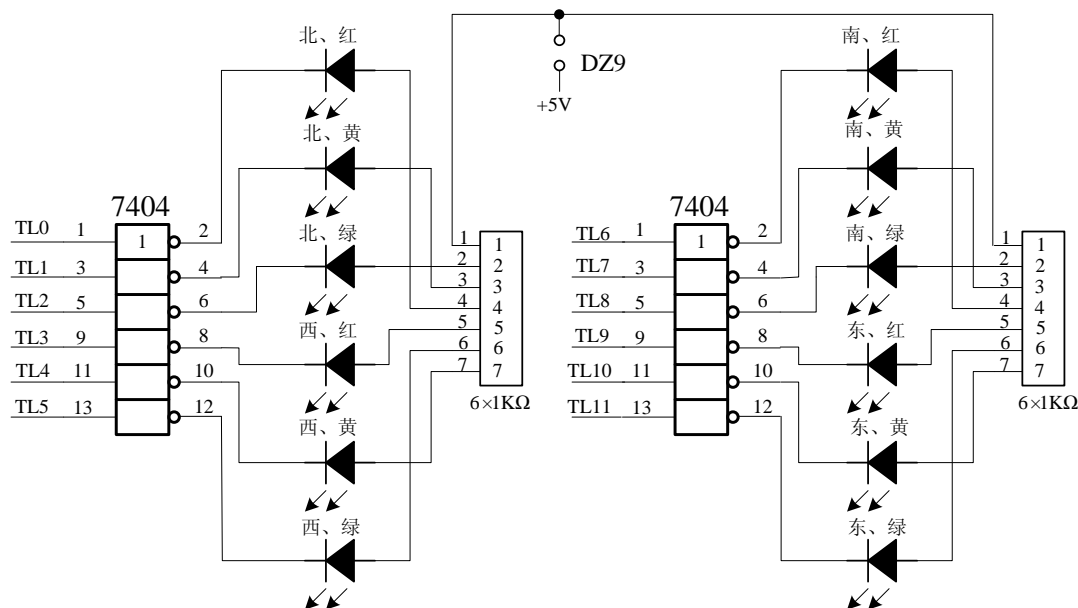 北、红
北、黄
7404
TL0 1 1 2
TL1 3 4
TL2 5 6
TL3 9 8
TL4 11 10
TL5 13 12
北、绿
西、红
西、黄
西、绿
1 1
2 2
3 3
4 4
5 5
6 6
7 7
6×1KΩ
DZ9
+5V
南、红
南、黄
7404
TL6 1 1 2
TL7 3 4
TL8 5 6
TL9 9 8
TL10 11 10
TL11 13 12
南、绿
东、红
东、黄
东、绿
1 1
2 2
3 3
4 4
5 5
6 6
7 7
6×1KΩ